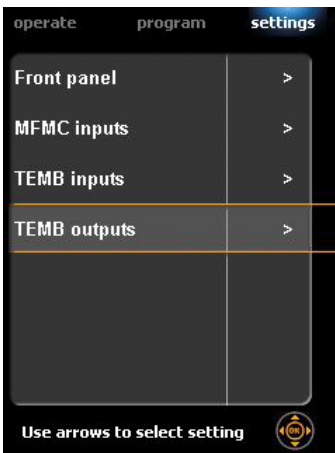 operate program settings
Front panel >
MFMC inputs >
TEMB inputs >
TEMB outputs >
Use arrows to select setting OK